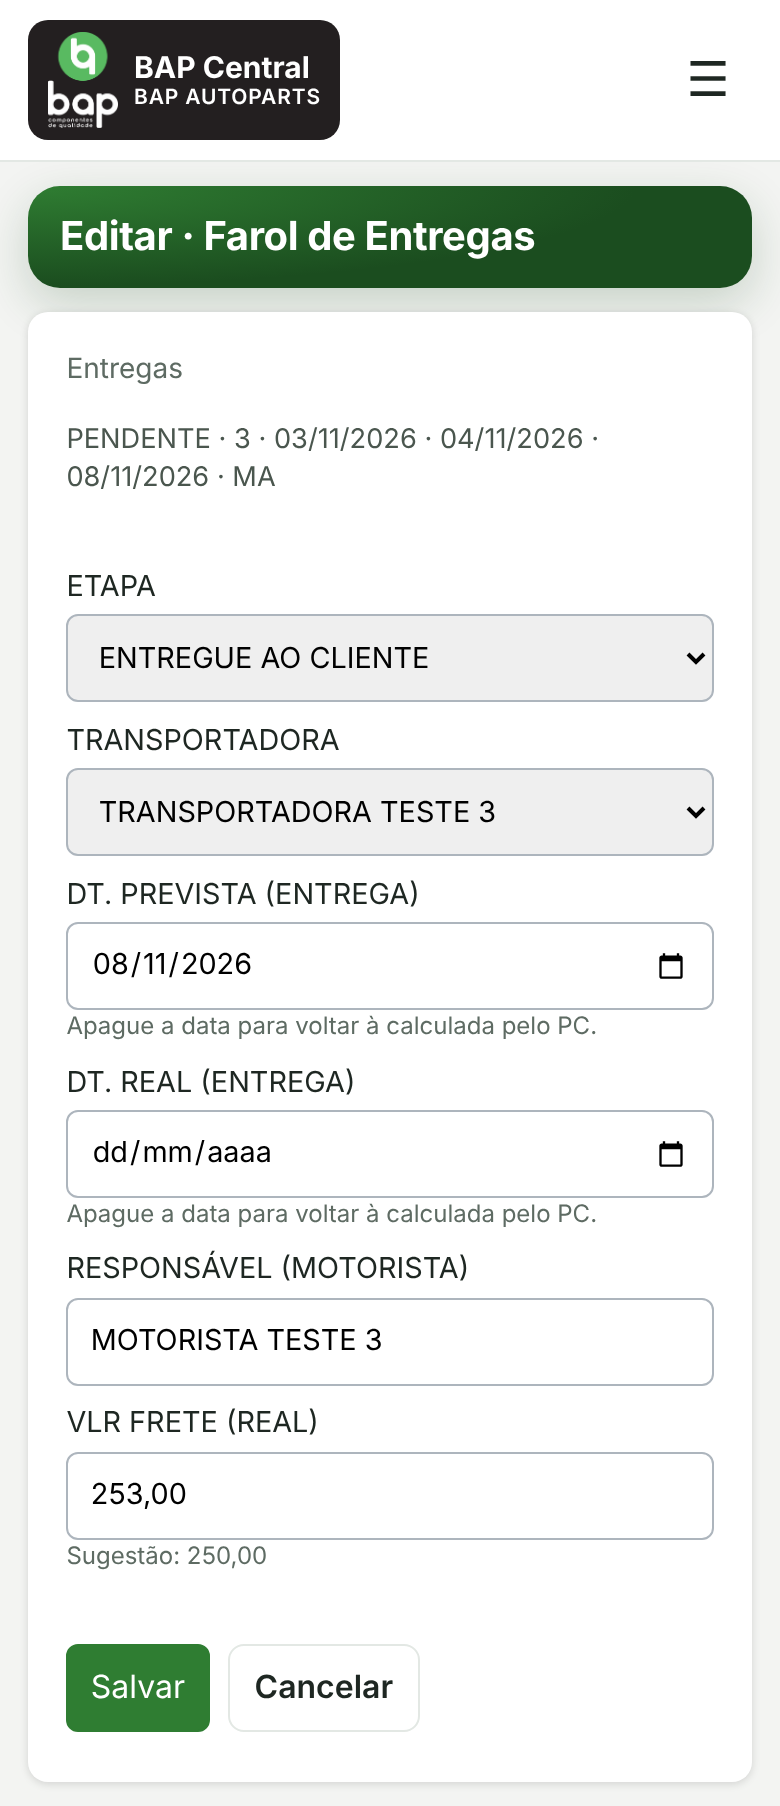 bap
componentes
de qualidade
BAP Central
BAP AUTOPARTS
Editar · Farol de Entregas
Entregas
PENDENTE · 3 · 03/11/2026 · 04/11/2026 ·
08/11/2026 · MA
ETAPA
ENTREGUE AO CLIENTE
TRANSPORTADORA
TRANSPORTADORA TESTE 3
DT. PREVISTA (ENTREGA)
08/11/2026
Apague a data para voltar à calculada pelo PC.
DT. REAL (ENTREGA)
dd/mm/aaaa
Apague a data para voltar à calculada pelo PC.
RESPONSÁVEL (MOTORISTA)
MOTORISTA TESTE 3
VLR FRETE (REAL)
253,00
Sugestão: 250,00
Salvar
Cancelar